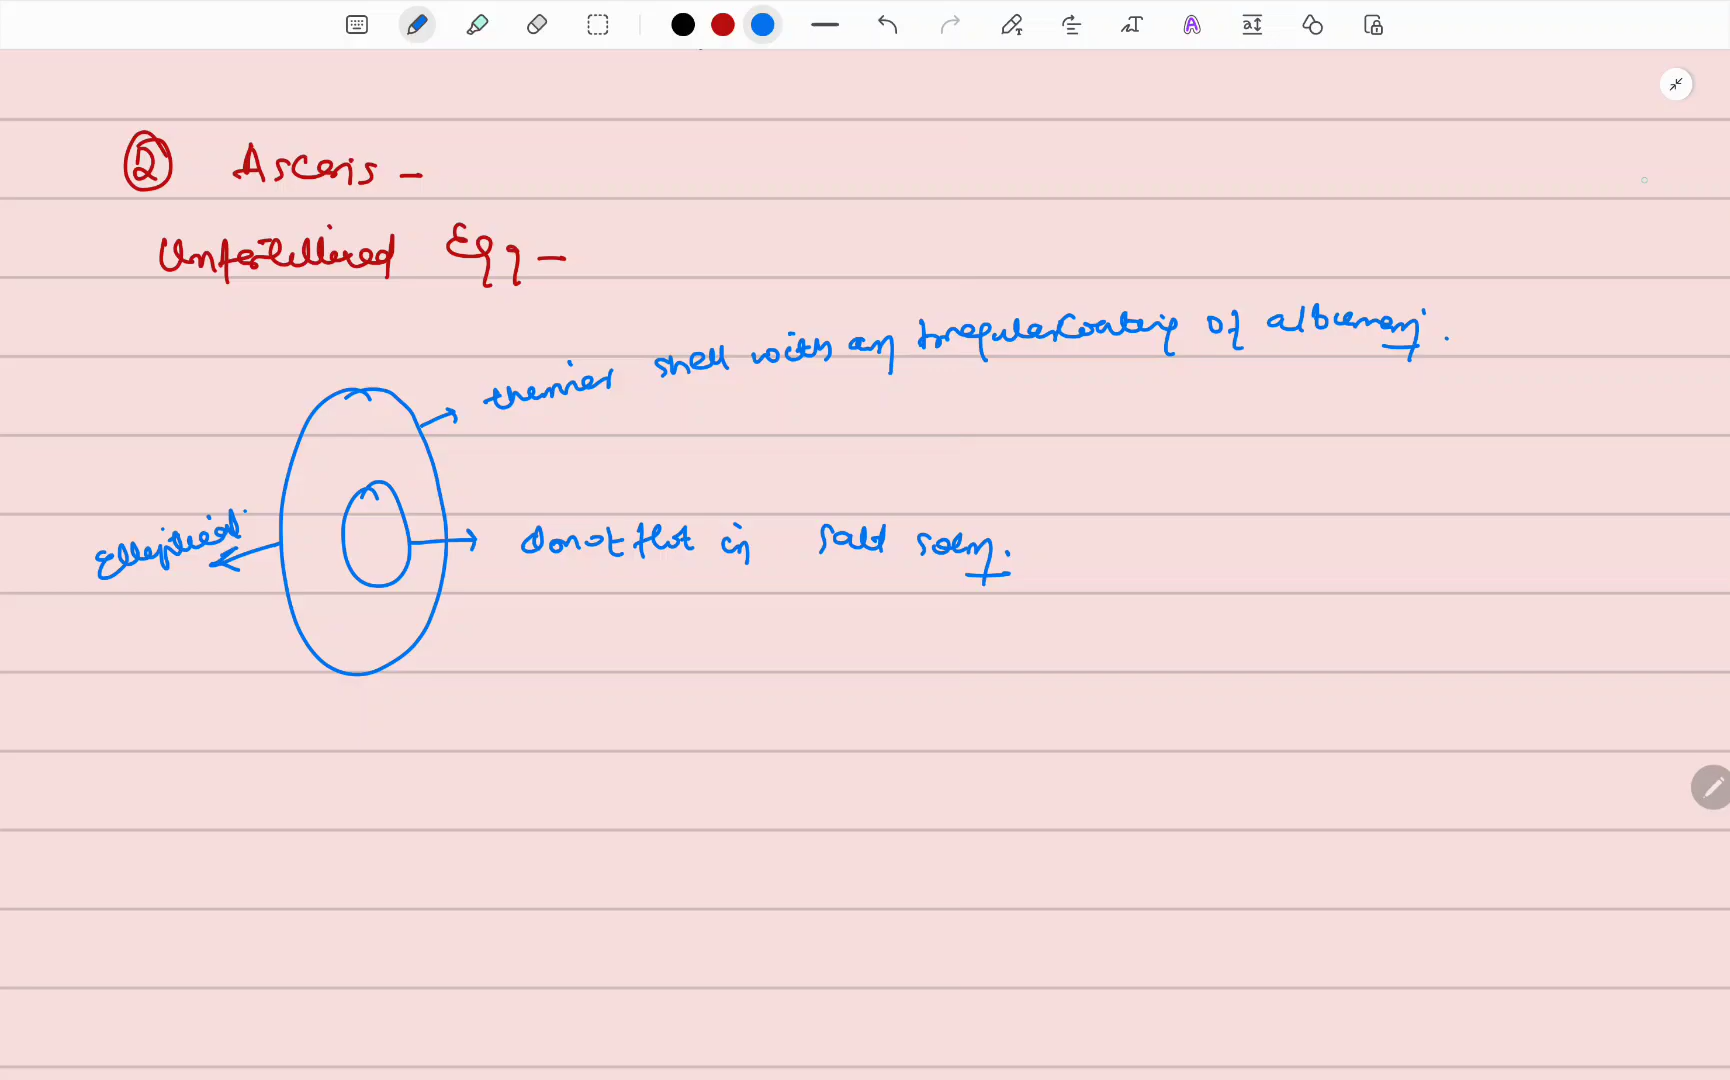 ② Ascaris -
Unfertilized Egg -
thinner shell with an Irregular Coating of albumen.
elliptical
do not float in salt soln.